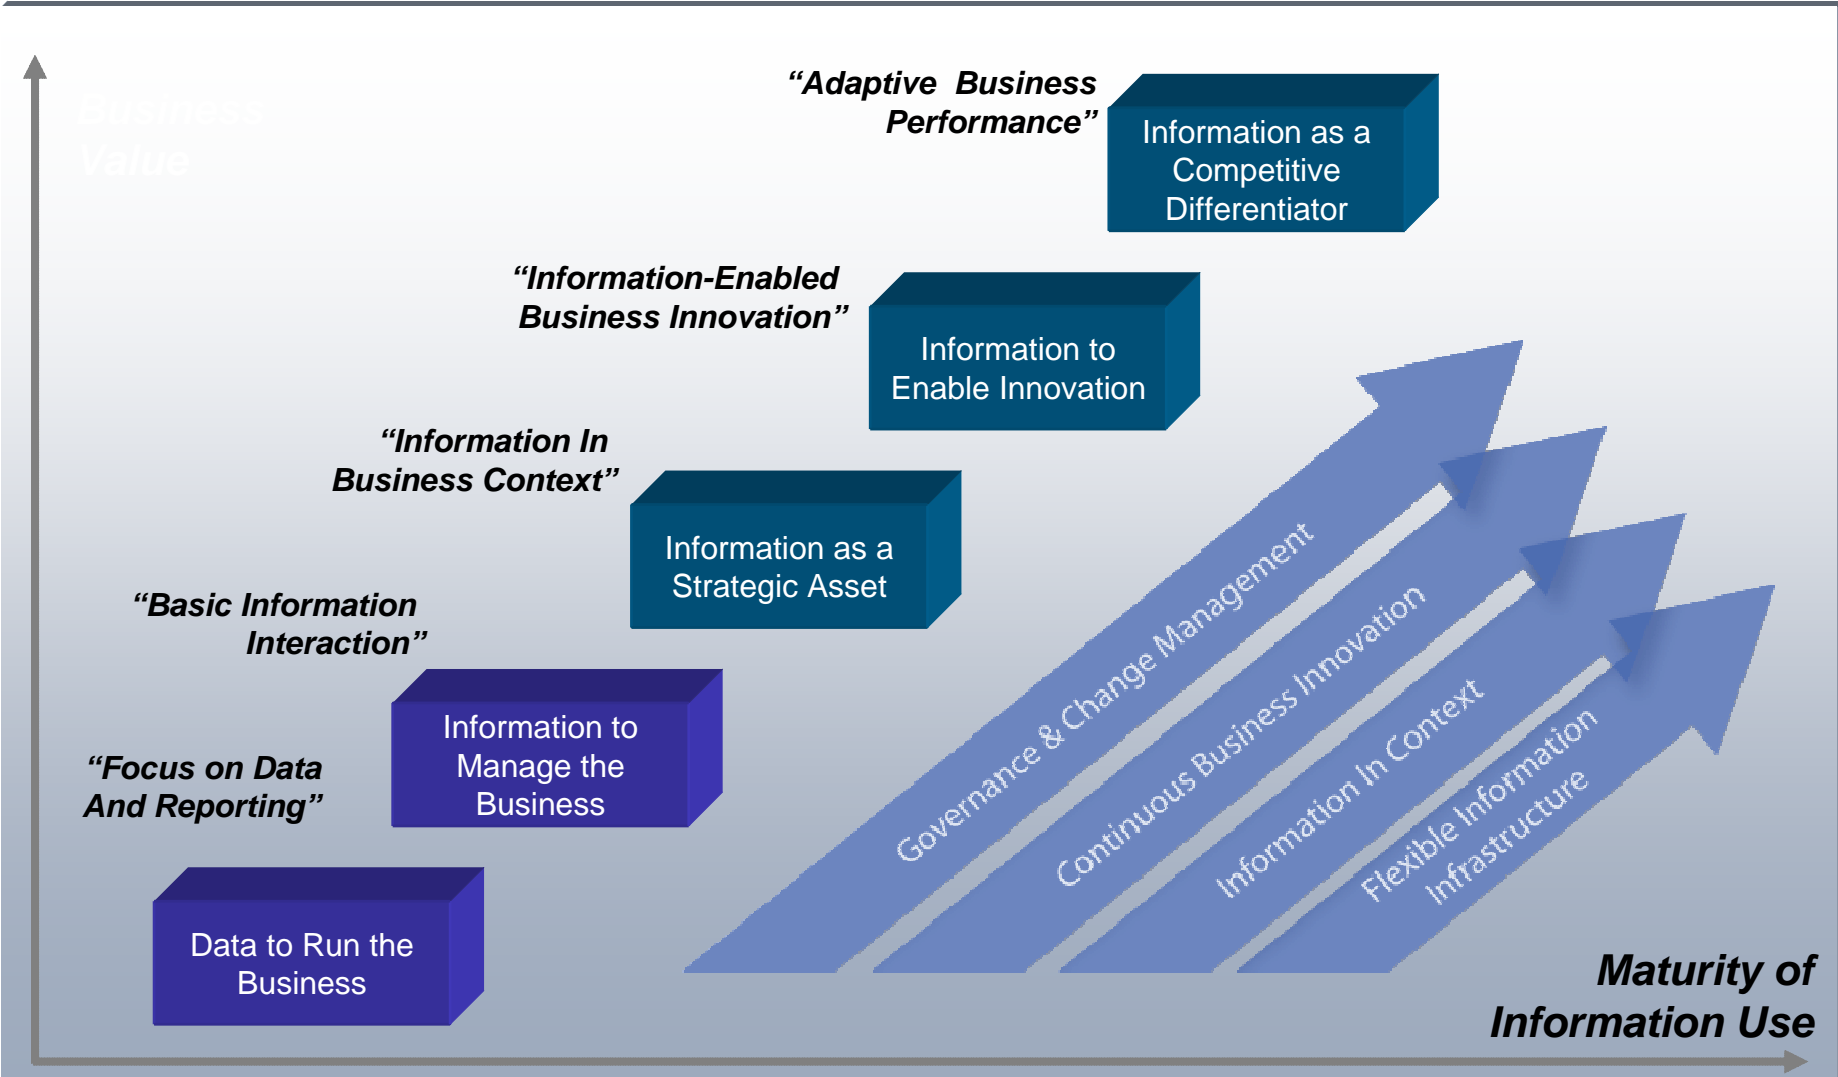 Business
Value
“Adaptive Business
Performance”
Information as a
Competitive
Differentiator
“Information-Enabled
Business Innovation”
Information to
Enable Innovation
“Information In
Business Context”
Information as a
Strategic Asset
“Basic Information
Interaction”
Information to
Manage the
Business
“Focus on Data
And Reporting”
Data to Run the
Business
Governance & Change Management
Continuous Business Innovation
Information In Context
Flexible Information
Infrastructure
Maturity of
Information Use